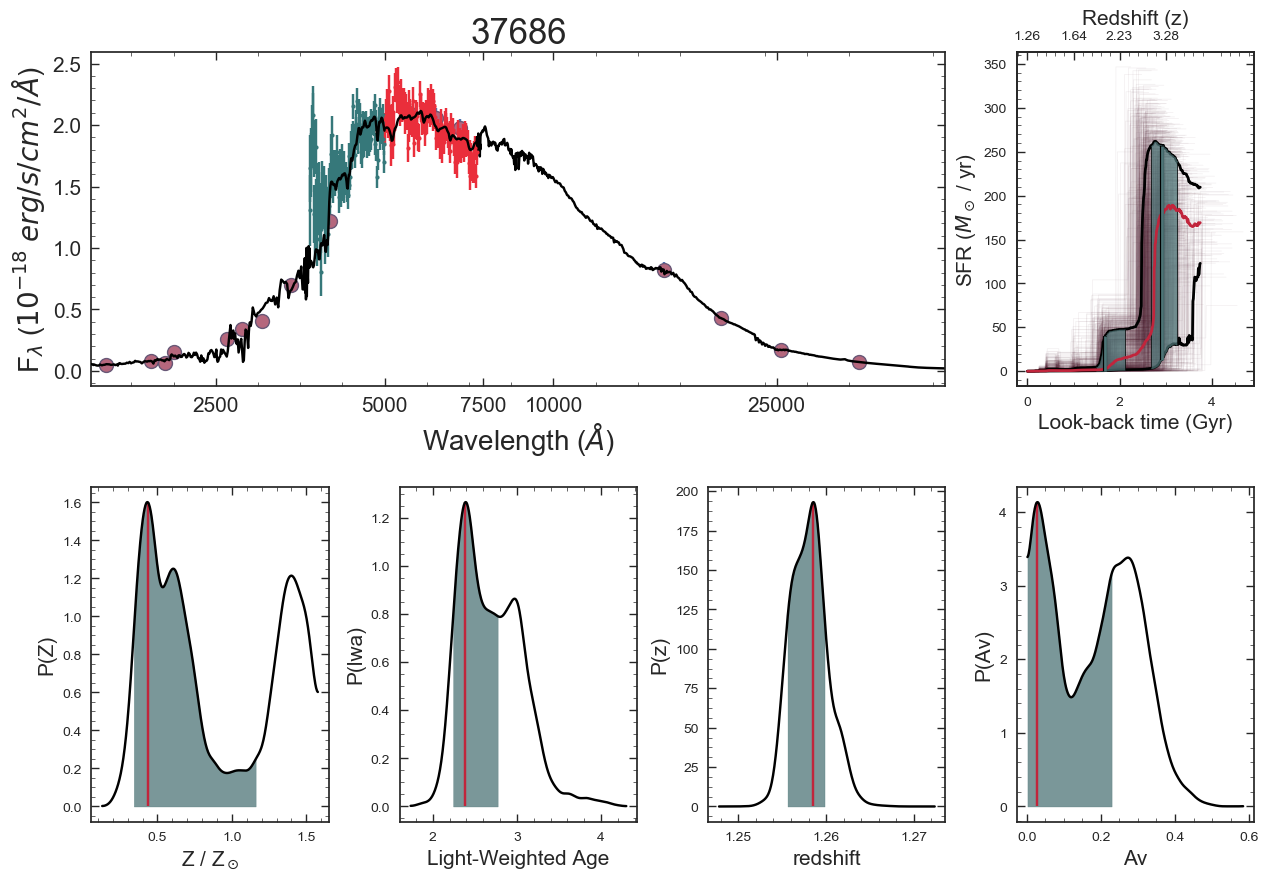 37686
F_λ (10^{-18} erg/s/cm^2/Å)
2.5
2.0
1.5
1.0
0.5
0.0
2500 5000 7500 10000 25000
Wavelength (Å)
Redshift (z)
1.26 1.64 2.23 3.28
SFR (M_⊙ / yr)
350
300
250
200
150
100
50
0
0 2 4
Look-back time (Gyr)
P(Z)
1.6
1.4
1.2
1.0
0.8
0.6
0.4
0.2
0.0
0.5 1.0 1.5
Z / Z_⊙
P(lwa)
1.2
1.0
0.8
0.6
0.4
0.2
0.0
2 3 4
Light-Weighted Age
P(z)
200
175
150
125
100
75
50
25
0
1.25 1.26 1.27
redshift
P(Av)
4
3
2
1
0
0.0 0.2 0.4 0.6
Av